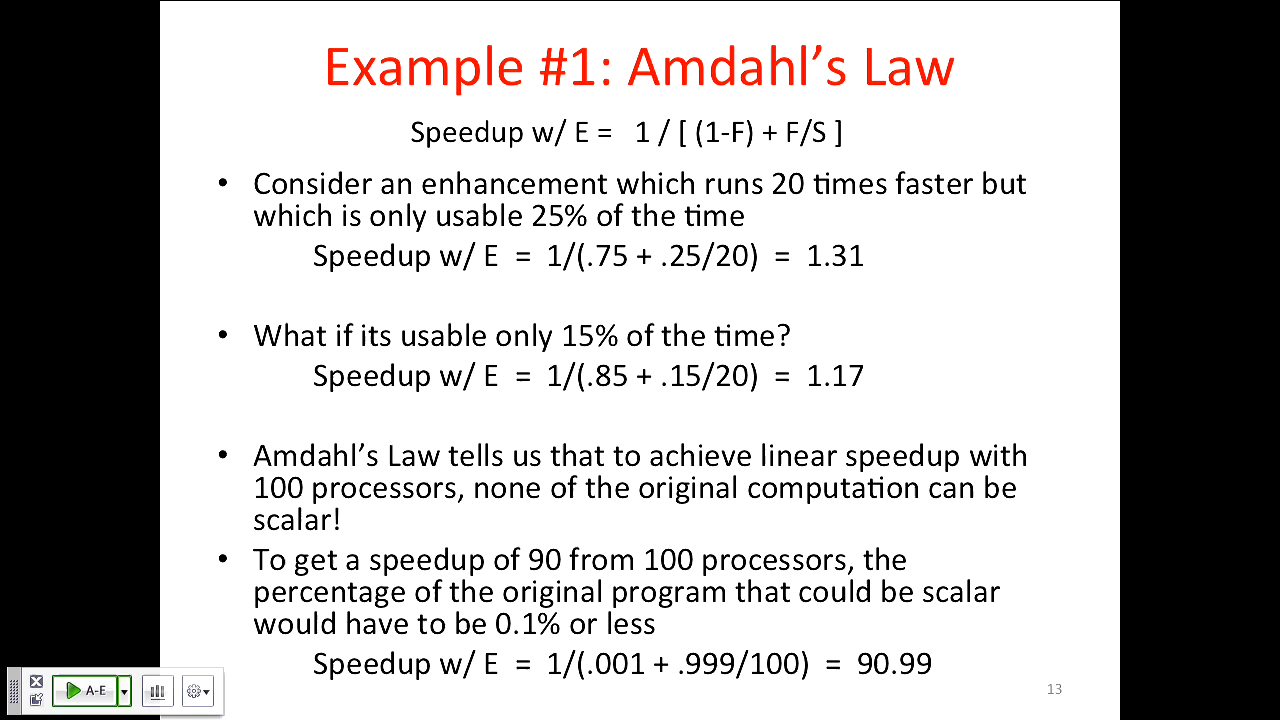 Example #1: Amdahl’s Law
Speedup w/ E = 1 / [ (1-F) + F/S ]
• Consider an enhancement which runs 20 times faster but
which is only usable 25% of the time
Speedup w/ E = 1/(.75 + .25/20) = 1.31
• What if its usable only 15% of the time?
Speedup w/ E = 1/(.85 + .15/20) = 1.17
• Amdahl’s Law tells us that to achieve linear speedup with
100 processors, none of the original computation can be
scalar!
• To get a speedup of 90 from 100 processors, the
percentage of the original program that could be scalar
would have to be 0.1% or less
Speedup w/ E = 1/(.001 + .999/100) = 90.99
A-E
13